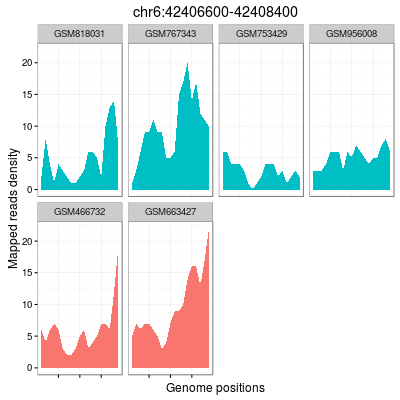 chr6:42406600-42408400
GSM818031 GSM767343 GSM753429 GSM956008
20
15
10
5
0
Mapped reads density
GSM466732 GSM663427
20
15
10
5
0
Genome positions